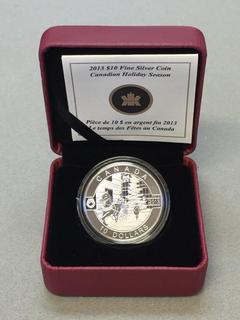 2013 $10 Fine Silver Coin
Canadian Holiday Season
Pièce de 10 $ en argent fin 2013
Le temps des Fêtes au Canada
CANADA
10 DOLLARS